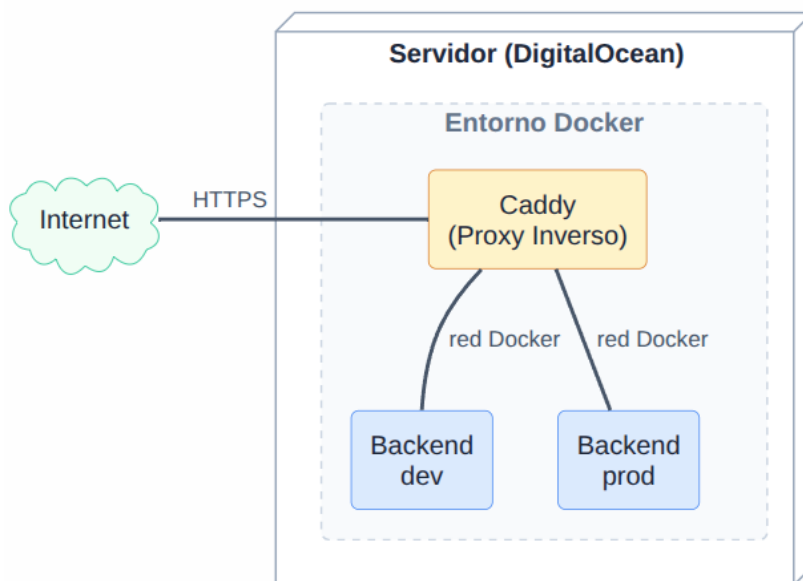 Servidor (DigitalOcean)
Entorno Docker
HTTPS
Internet
Caddy
(Proxy Inverso)
red Docker
red Docker
Backend
dev
Backend
prod